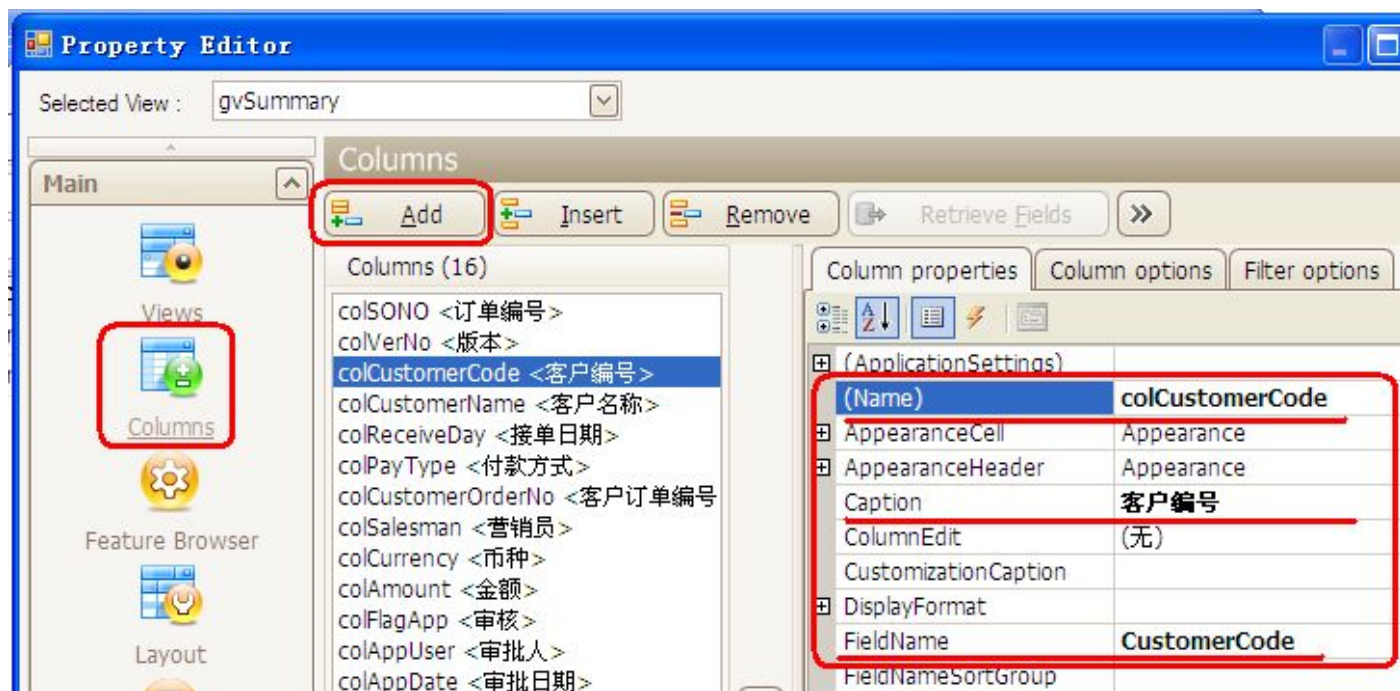 Property Editor
Selected View : gvSummary
Columns
Main
Add Insert Remove Retrieve Fields
Columns (16)
Column properties Column options Filter options
Views
Columns
Feature Browser
Layout
colSONO <订单编号>
colVerNo <版本>
colCustomerCode <客户编号>
colCustomerName <客户名称>
colReceiveDay <接单日期>
colPayType <付款方式>
colCustomerOrderNo <客户订单编号
colSalesman <营销员>
colCurrency <币种>
colAmount <金额>
colFlagApp <审核>
colAppUser <审批人>
colAppDate <审批日期>
(ApplicationSettings)
(Name) colCustomerCode
AppearanceCell Appearance
AppearanceHeader Appearance
Caption 客户编号
ColumnEdit (无)
CustomizationCaption
DisplayFormat
FieldName CustomerCode
FieldNameSortGroup